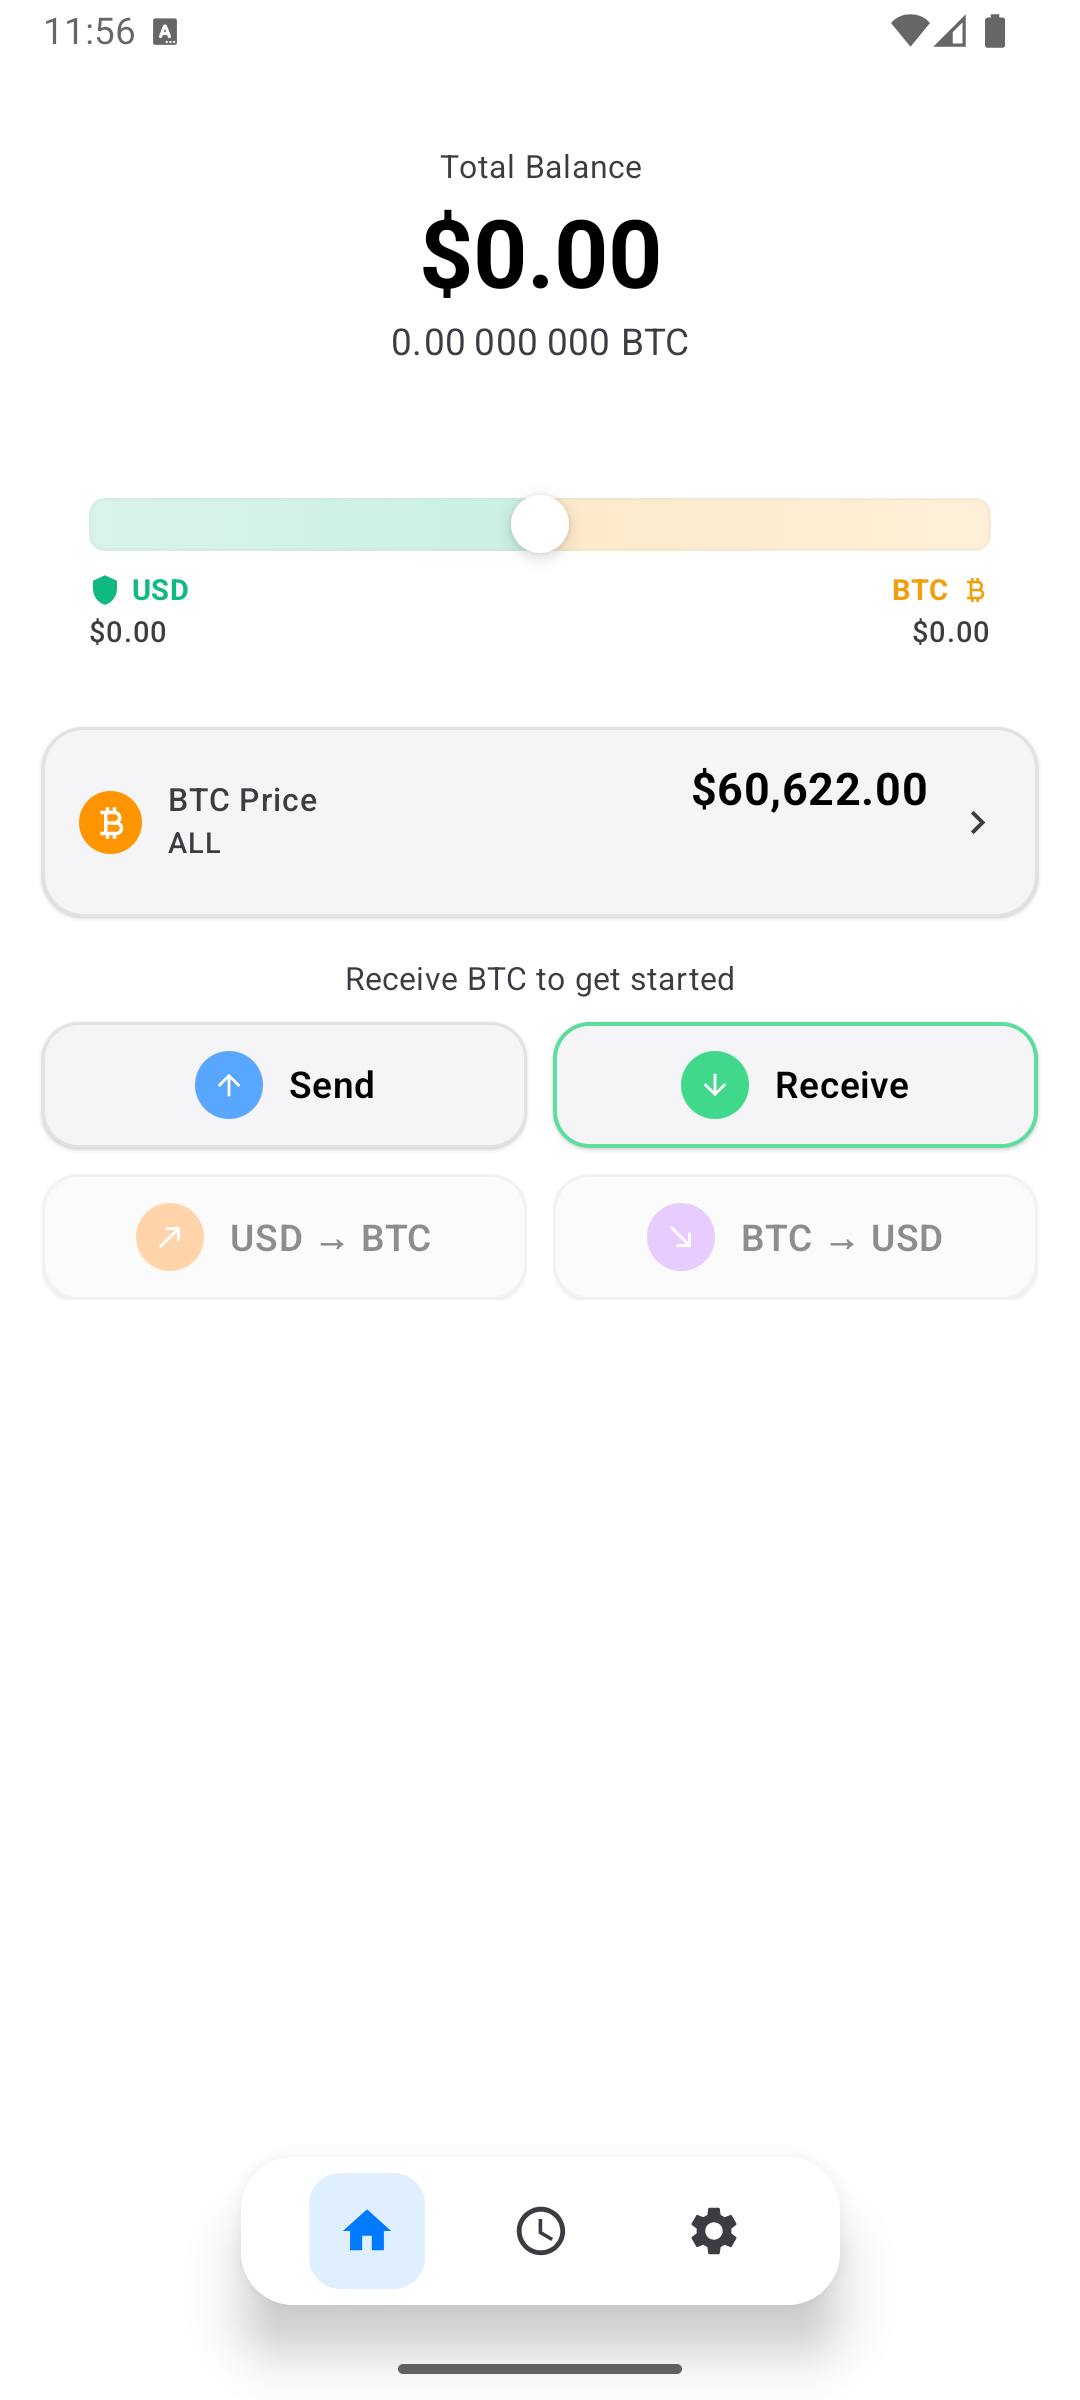 11:56
Total Balance
$0.00
0.00 000 000 BTC
USD
BTC
$0.00
$0.00
BTC Price
$60,622.00
ALL
Receive BTC to get started
Send
Receive
USD → BTC
BTC → USD